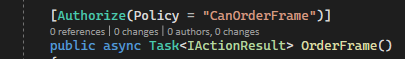 [Authorize(Policy = "CanOrderFrame")]
0 references | 0 changes | 0 authors, 0 changes
public async Task<IActionResult> OrderFrame()
{